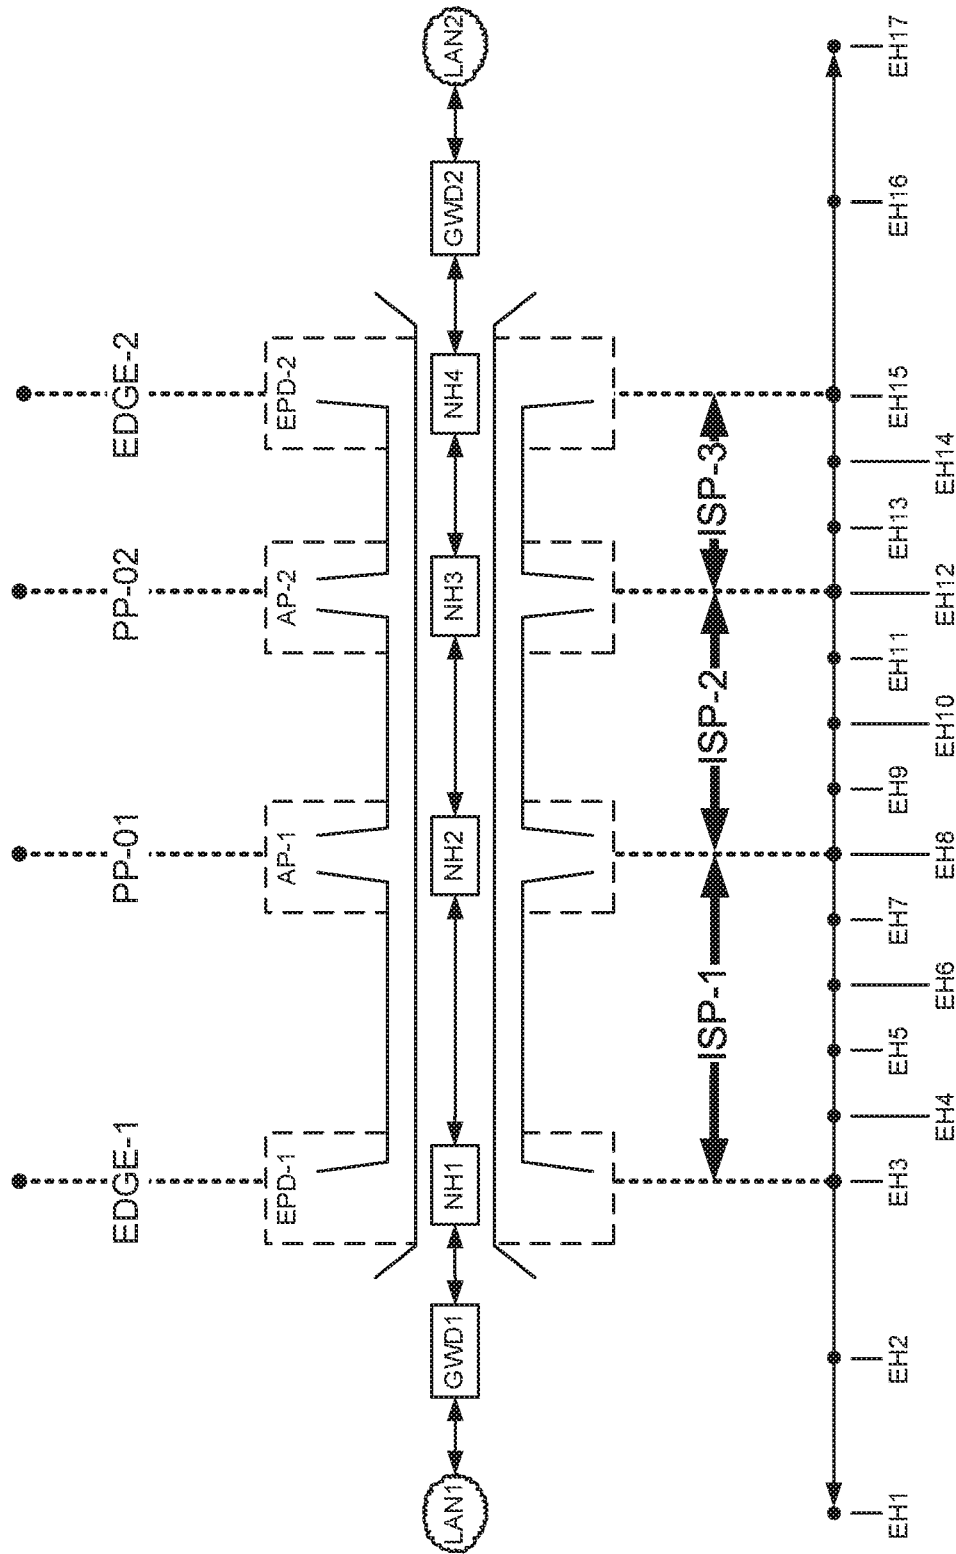 EDGE-1
PP-01
PP-02
EDGE-2
EPD-1
AP-1
AP-2
EPD-2
LAN1
GWD1
NH1
NH2
NH3
NH4
GWD2
LAN2
ISP-1
ISP-2
ISP-3
EH1
EH2
EH3
EH4
EH5
EH6
EH7
EH8
EH9
EH10
EH11
EH12
EH13
EH14
EH15
EH16
EH17